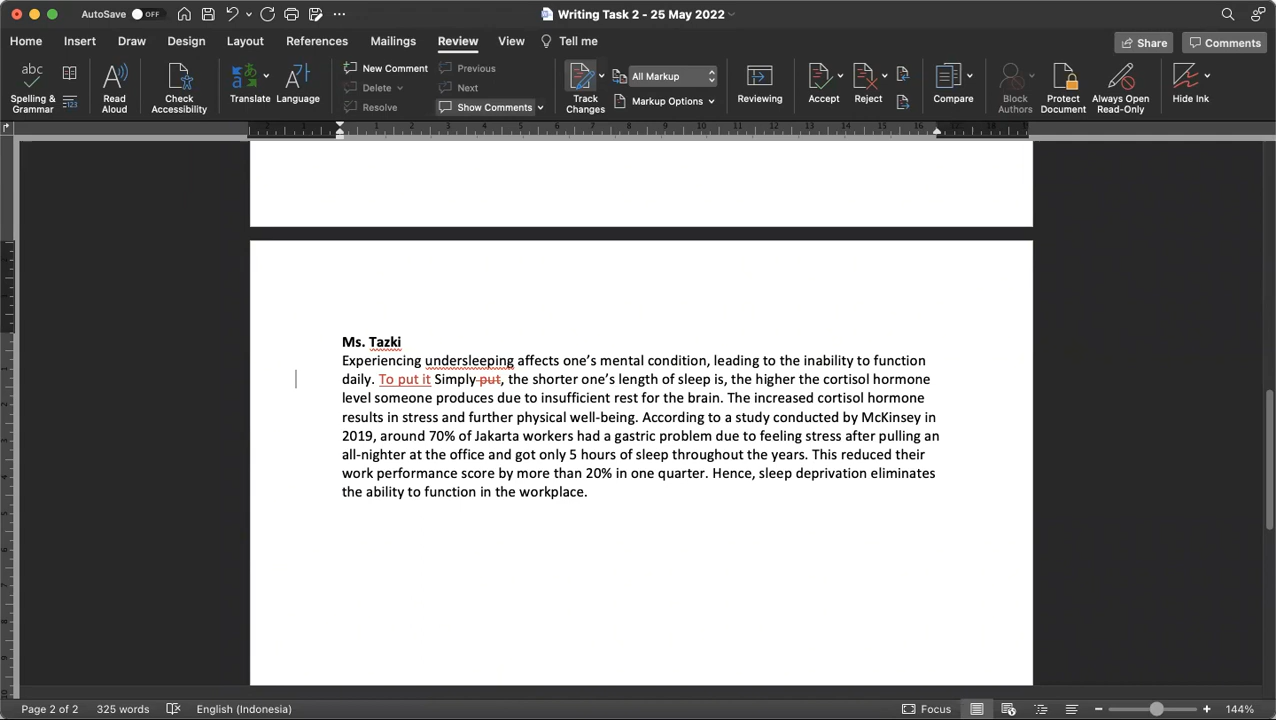 AutoSave OFF
Writing Task 2 - 25 May 2022
Home Insert Draw Design Layout References Mailings Review View Tell me
Share Comments
Spelling & Grammar
Read Aloud
Check Accessibility
Translate
Language
New Comment
Delete
Resolve
Previous
Next
Show Comments
Track Changes
All Markup
Markup Options
Reviewing
Accept
Reject
Compare
Block Authors
Protect Document
Always Open Read-Only
Hide Ink
Ms. Tazki
Experiencing undersleeping affects one’s mental condition, leading to the inability to function
daily. To put it Simply put, the shorter one’s length of sleep is, the higher the cortisol hormone
level someone produces due to insufficient rest for the brain. The increased cortisol hormone
results in stress and further physical well-being. According to a study conducted by McKinsey in
2019, around 70% of Jakarta workers had a gastric problem due to feeling stress after pulling an
all-nighter at the office and got only 5 hours of sleep throughout the years. This reduced their
work performance score by more than 20% in one quarter. Hence, sleep deprivation eliminates
the ability to function in the workplace.
Page 2 of 2 325 words English (Indonesia) Focus 144%